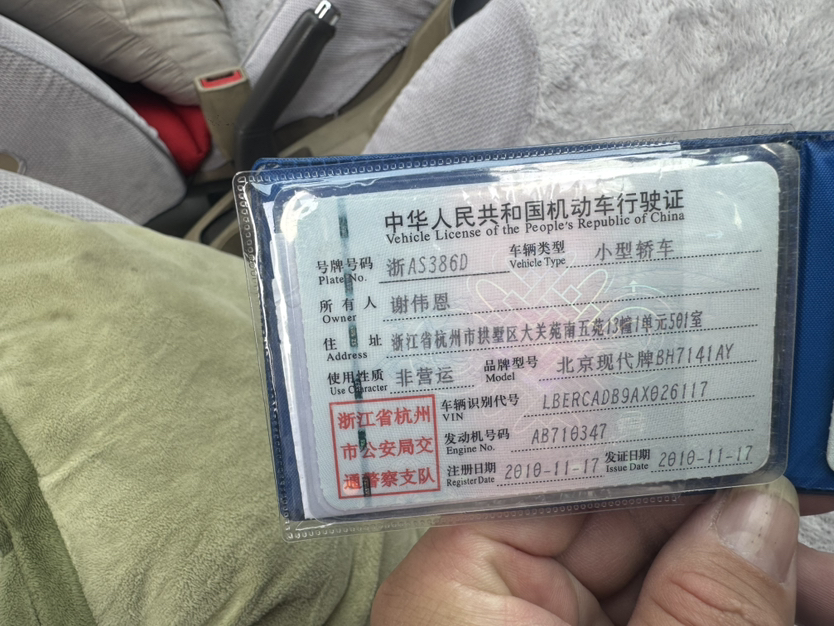 中华人民共和国机动车行驶证
Vehicle License of the People's Republic of China
号牌号码 浙AS386D 车辆类型 小型轿车
Plate No. Vehicle Type
所有人 谢伟恩
Owner
住址 浙江省杭州市拱墅区大关苑南五苑13幢1单元501室
Address
使用性质 非营运 品牌型号 北京现代牌BH7141AY
Use Character Model
浙江省杭州
市公安局交
通警察支队
车辆识别代号 LBERCADB9AX026117
VIN
发动机号码 AB710347
Engine No.
注册日期 2010-11-17 发证日期 2010-11-17
Register Date Issue Date